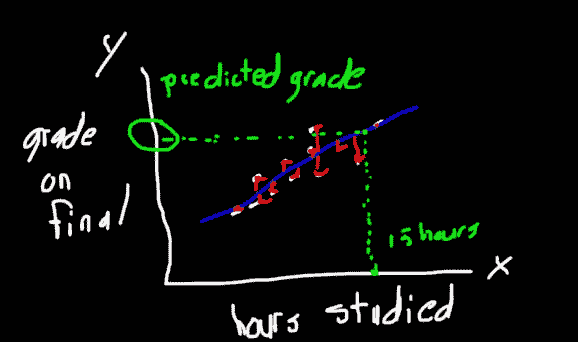 y
predicted grade
grade
on
final
15 hours
x
hours studied